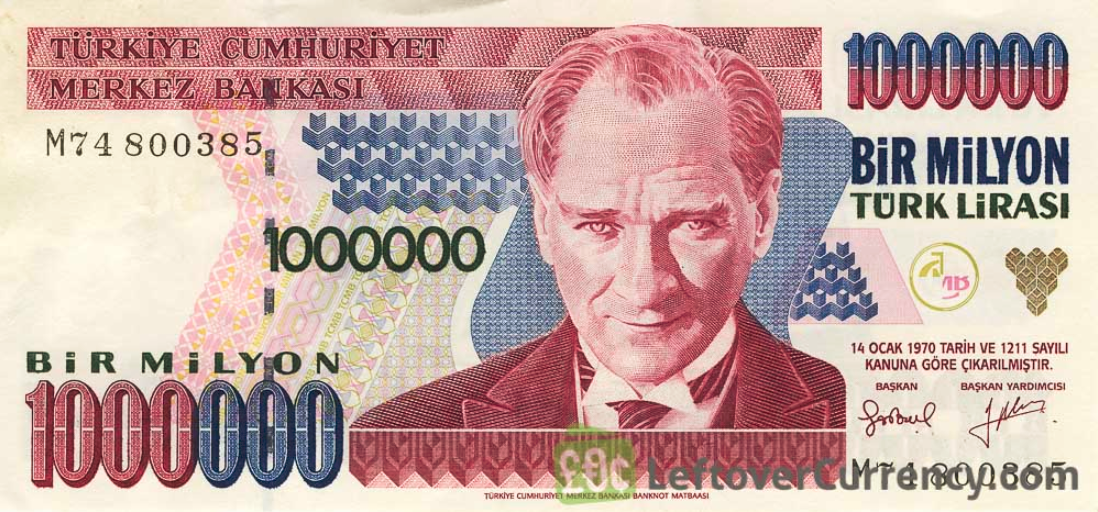 TÜRKİYE CUMHURİYET
MERKEZ BANKASI
1000000
M74 800385
BİR MİLYON
TÜRK LİRASI
1000000
14 OCAK 1970 TARİH VE 1211 SAYILI
KANUNA GÖRE ÇIKARILMIŞTIR.
BAŞKAN BAŞKAN YARDIMCISI
BİR MİLYON
1000000
M74 800385
LeftoverCurrency.com
TÜRKİYE CUMHURİYET MERKEZ BANKASI BANKNOT MATBAASI